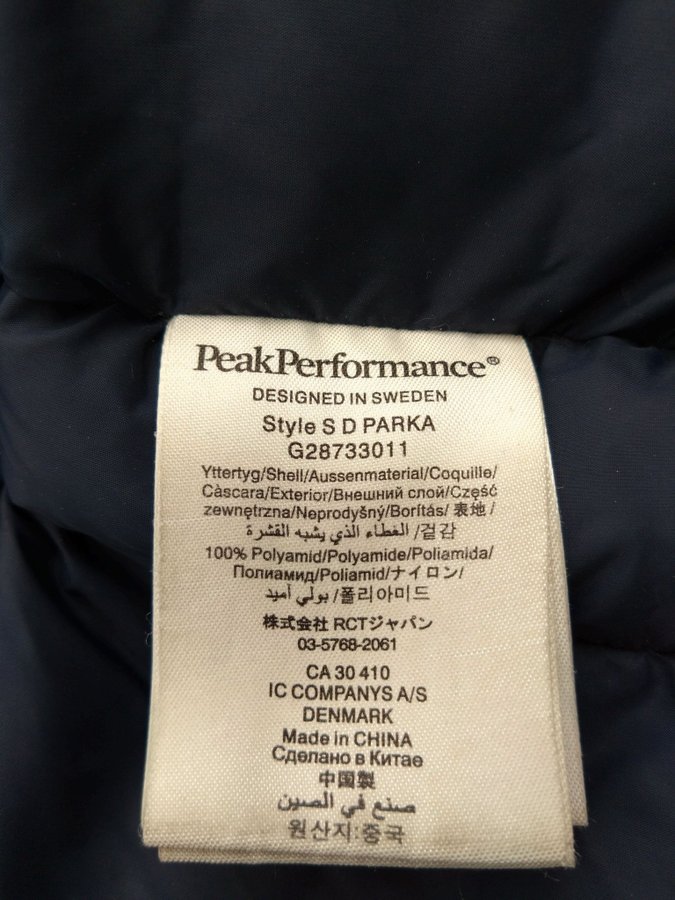 PeakPerformance®
DESIGNED IN SWEDEN
Style S D PARKA
G28733011
Yttertyg/Shell/Aussenmaterial/Coquille/
Càscara/Exterior/Внешний слой/Część
zewnętrzna/Neprodyšný/Borítás/ 表地 /
الغطاء الذي يشبه القشرة /겉감
100% Polyamid/Polyamide/Poliamida/
Полиамид/Poliamid/ナイロン/
بولي أميد /폴리아미드
株式会社 RCTジャパン
03-5768-2061
CA 30 410
IC COMPANYS A/S
DENMARK
Made in CHINA
Сделано в Китае
中国製
صنع في الصين
원산지:중국